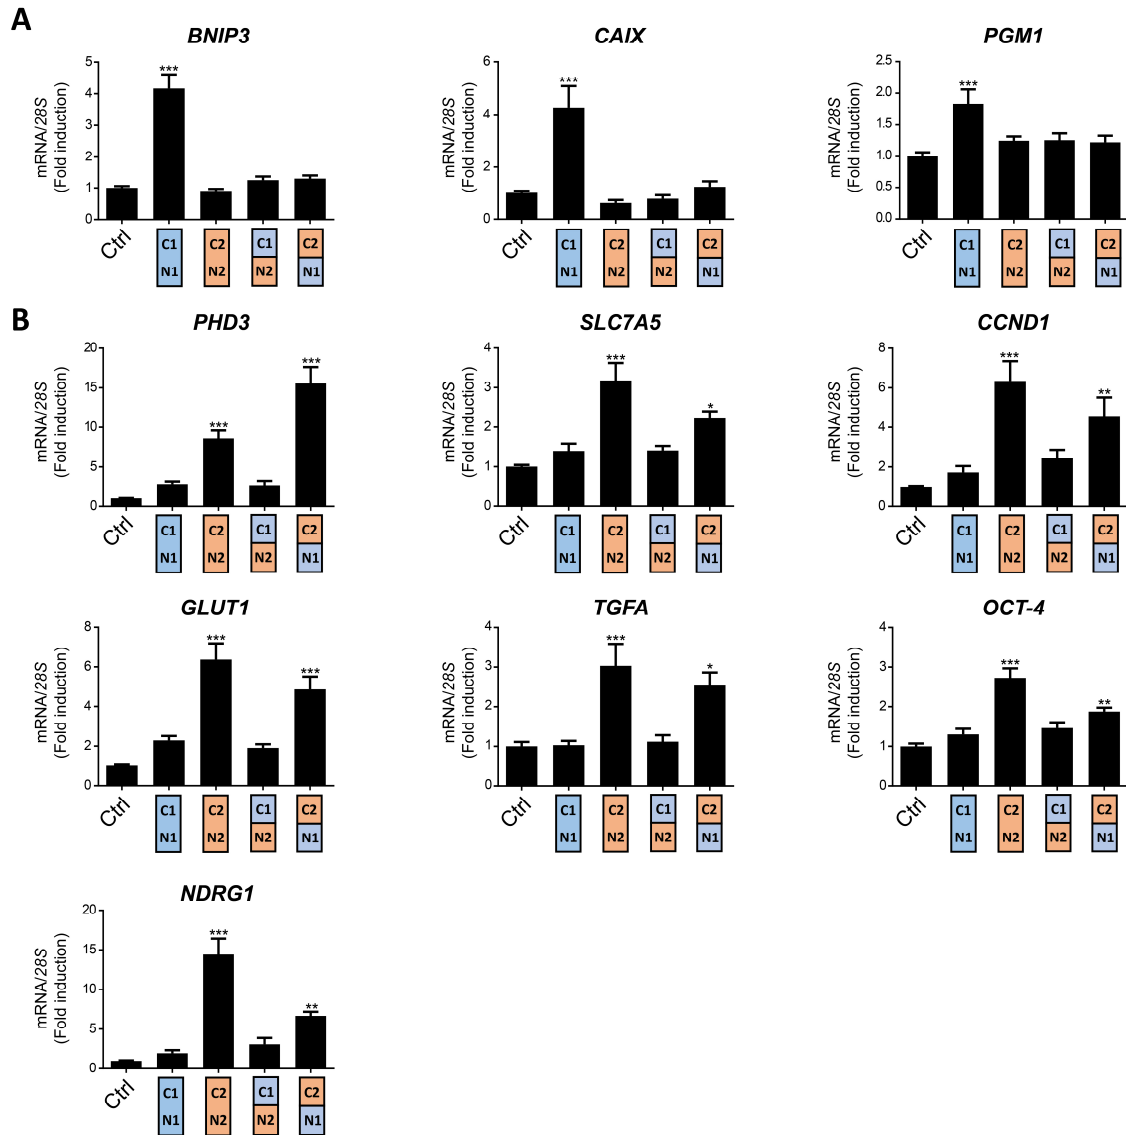 A
BNIP3
mRNA/28S
(Fold induction)
5
4
3
2
1
0
Ctrl
C1
N1
C2
N2
C1
N2
C2
N1
***
CAIX
mRNA/28S
(Fold induction)
6
4
2
0
Ctrl
C1
N1
C2
N2
C1
N2
C2
N1
***
PGM1
mRNA/28S
(Fold induction)
2.5
2.0
1.5
1.0
0.5
0.0
Ctrl
C1
N1
C2
N2
C1
N2
C2
N1
***
B
PHD3
mRNA/28S
(Fold induction)
20
15
10
5
0
Ctrl
C1
N1
C2
N2
C1
N2
C2
N1
***
***
SLC7A5
mRNA/28S
(Fold induction)
4
3
2
1
0
Ctrl
C1
N1
C2
N2
C1
N2
C2
N1
***
*
CCND1
mRNA/28S
(Fold induction)
8
6
4
2
0
Ctrl
C1
N1
C2
N2
C1
N2
C2
N1
***
**
GLUT1
mRNA/28S
(Fold induction)
8
6
4
2
0
Ctrl
C1
N1
C2
N2
C1
N2
C2
N1
***
***
TGFA
mRNA/28S
(Fold induction)
4
3
2
1
0
Ctrl
C1
N1
C2
N2
C1
N2
C2
N1
***
*
OCT-4
mRNA/28S
(Fold induction)
4
3
2
1
0
Ctrl
C1
N1
C2
N2
C1
N2
C2
N1
***
**
NDRG1
mRNA/28S
(Fold induction)
20
15
10
5
0
Ctrl
C1
N1
C2
N2
C1
N2
C2
N1
***
**